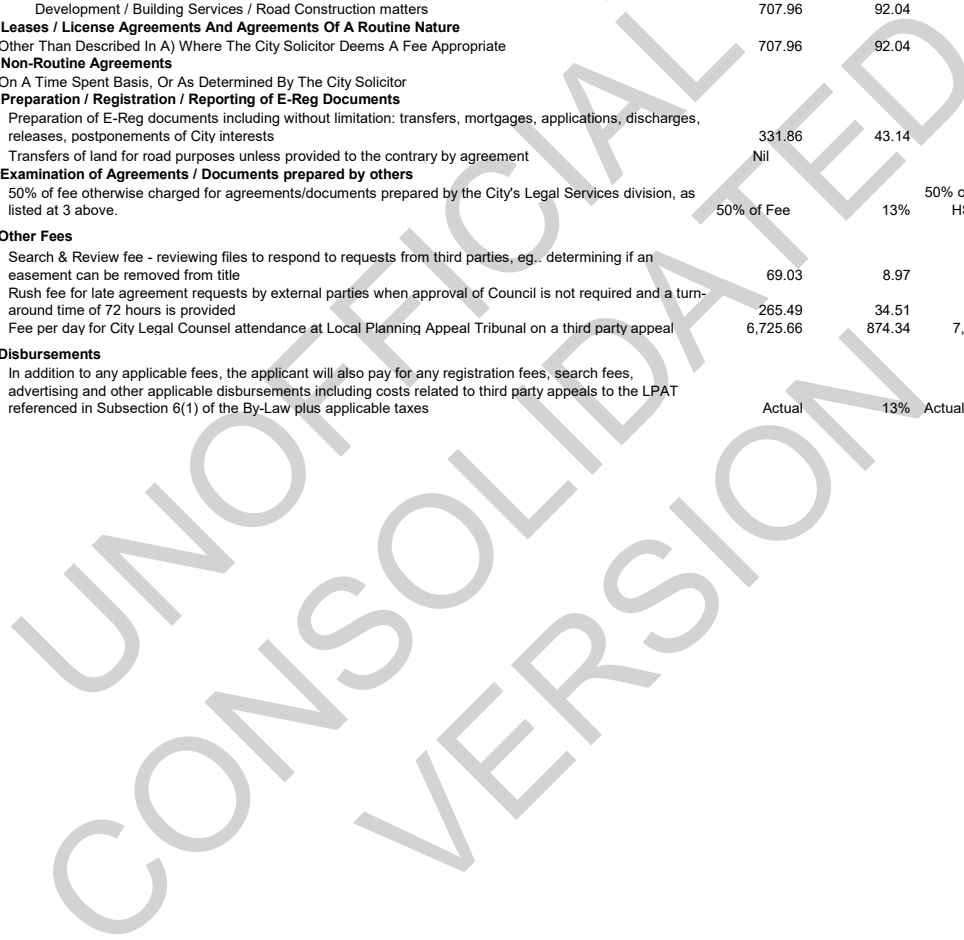 Development / Building Services / Road Construction matters 707.96 92.04
Leases / License Agreements And Agreements Of A Routine Nature
Other Than Described In A) Where The City Solicitor Deems A Fee Appropriate 707.96 92.04
Non-Routine Agreements
On A Time Spent Basis, Or As Determined By The City Solicitor
Preparation / Registration / Reporting of E-Reg Documents
Preparation of E-Reg documents including without limitation: transfers, mortgages, applications, discharges,
releases, postponements of City interests 331.86 43.14
Transfers of land for road purposes unless provided to the contrary by agreement Nil
Examination of Agreements / Documents prepared by others
50% of fee otherwise charged for agreements/documents prepared by the City's Legal Services division, as 50%
listed at 3 above. 50% of Fee 13%
Other Fees
Search & Review fee - reviewing files to respond to requests from third parties, eg.. determining if an
easement can be removed from title 69.03 8.97
Rush fee for late agreement requests by external parties when approval of Council is not required and a turn-
around time of 72 hours is provided 265.49 34.51
Fee per day for City Legal Counsel attendance at Local Planning Appeal Tribunal on a third party appeal 6,725.66 874.34 7,
Disbursements
In addition to any applicable fees, the applicant will also pay for any registration fees, search fees,
advertising and other applicable disbursements including costs related to third party appeals to the LPAT
referenced in Subsection 6(1) of the By-Law plus applicable taxes Actual 13% Actual
UNOFFICIAL
CONSOLIDATED
VERSION